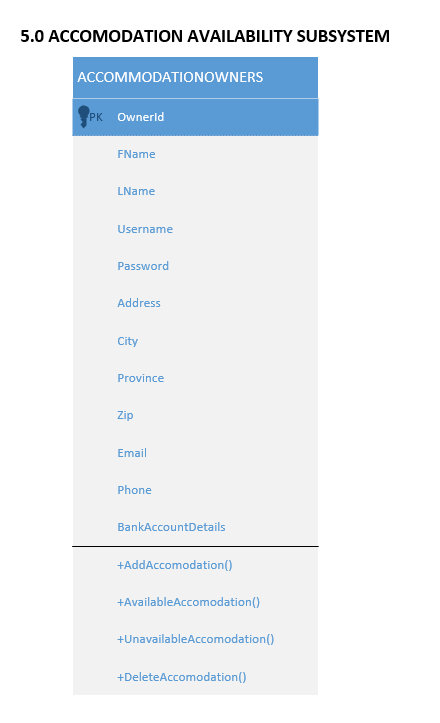 5.0 ACCOMODATION AVAILABILITY SUBSYSTEM
ACCOMMODATIONOWNERS
PK OwnerId
FName
LName
Username
Password
Address
City
Province
Zip
Email
Phone
BankAccountDetails
+AddAccomodation()
+AvailableAccomodation()
+UnavailableAccomodation()
+DeleteAccomodation()